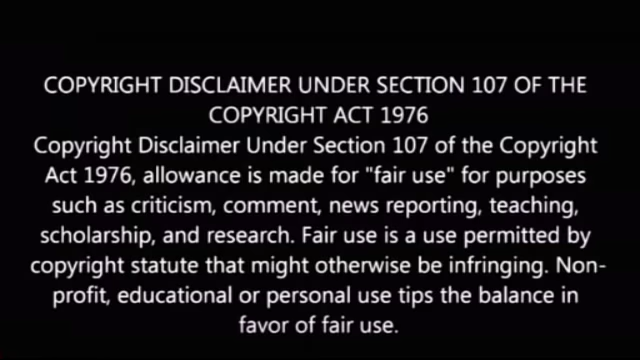 COPYRIGHT DISCLAIMER UNDER SECTION 107 OF THE
COPYRIGHT ACT 1976
Copyright Disclaimer Under Section 107 of the Copyright
Act 1976, allowance is made for "fair use" for purposes
such as criticism, comment, news reporting, teaching,
scholarship, and research. Fair use is a use permitted by
copyright statute that might otherwise be infringing. Non-
profit, educational or personal use tips the balance in
favor of fair use.